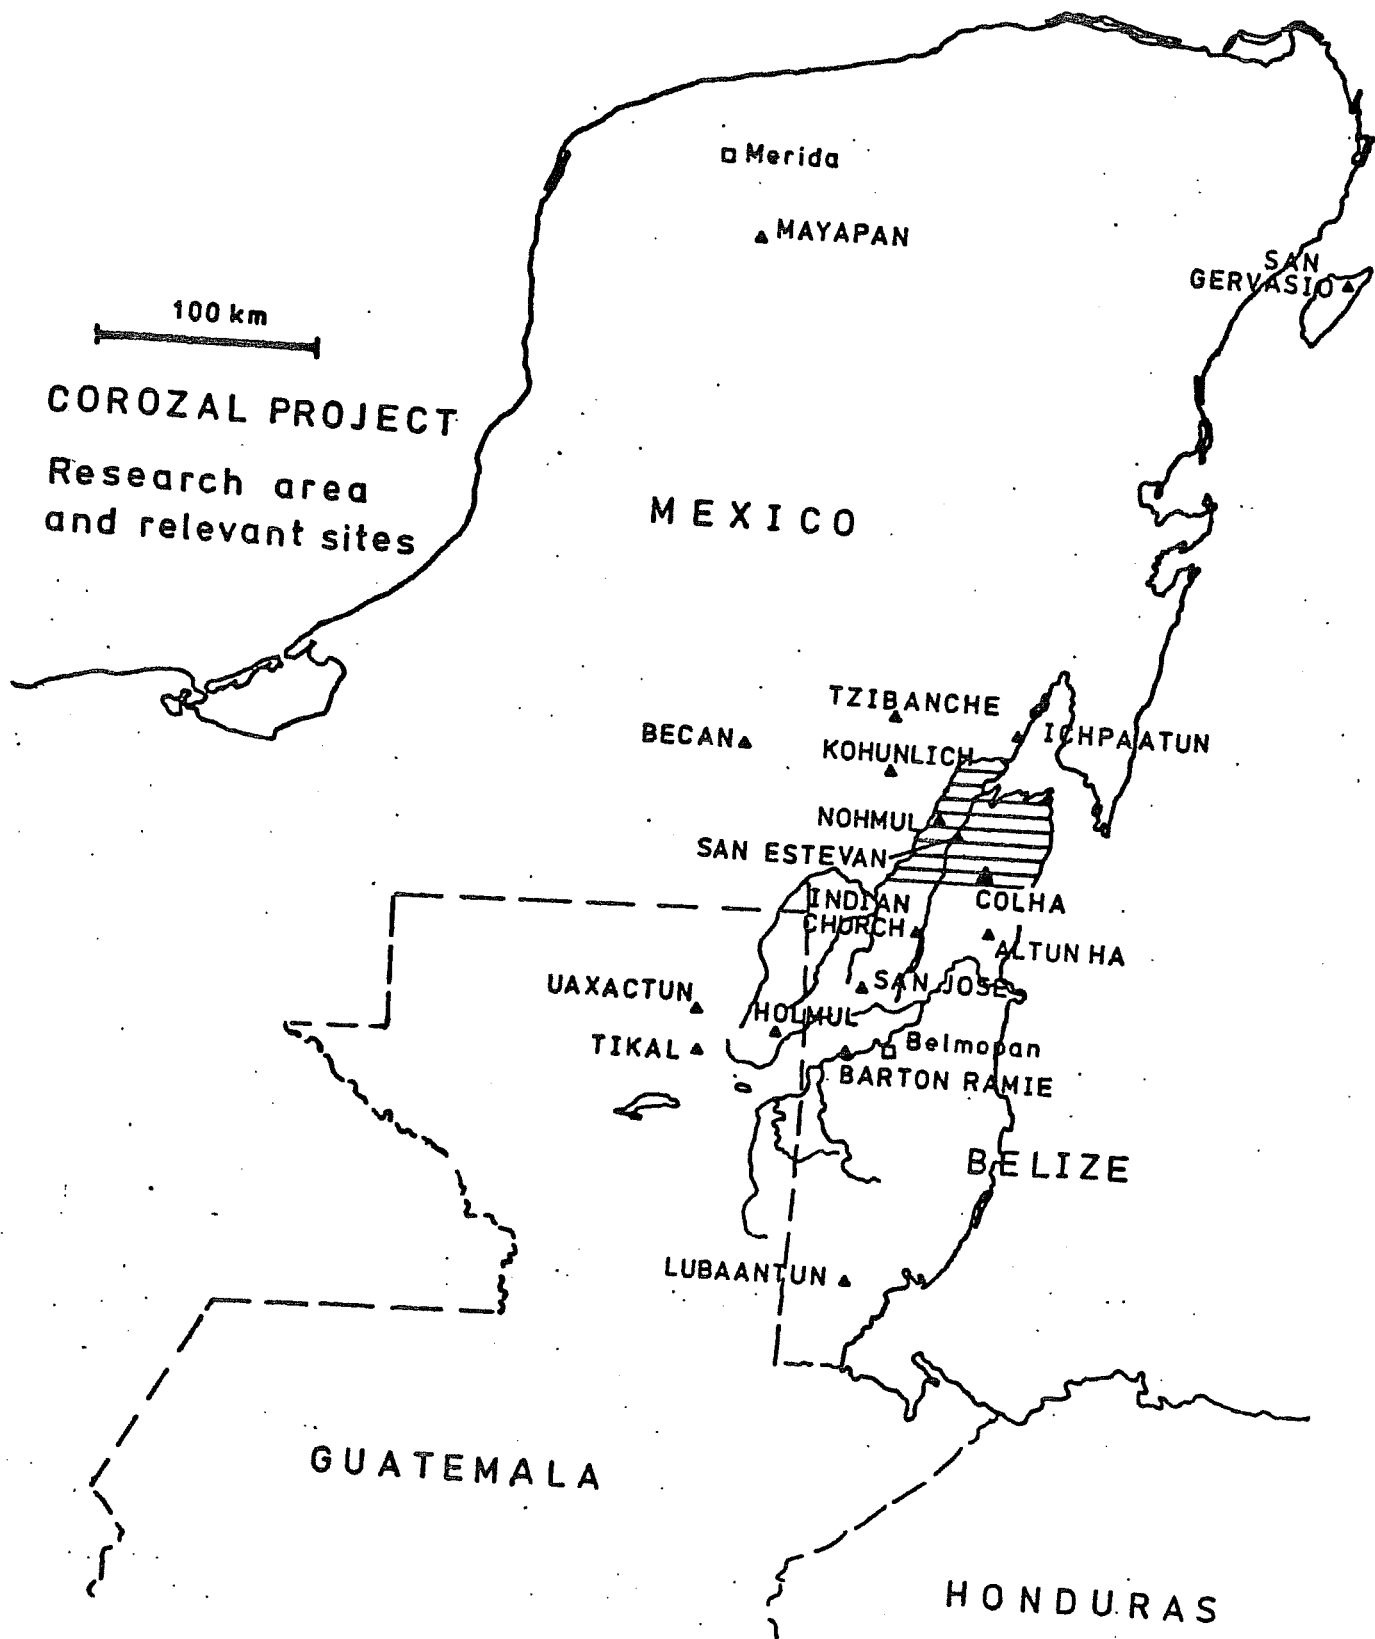 Merida
MAYAPAN
SAN
GERVASIO
100 km
COROZAL PROJECT
Research area
and relevant sites
MEXICO
TZIBANCHE
BECAN
ICHPAATUN
KOHUNLICH
NOHMUL
SAN ESTEVAN
INDIAN
CHURCH
COLHA
ALTUN HA
UAXACTUN
SAN JOSE
HOLMUL
TIKAL
Belmopan
BARTON RAMIE
BELIZE
LUBAANTUN
GUATEMALA
HONDURAS